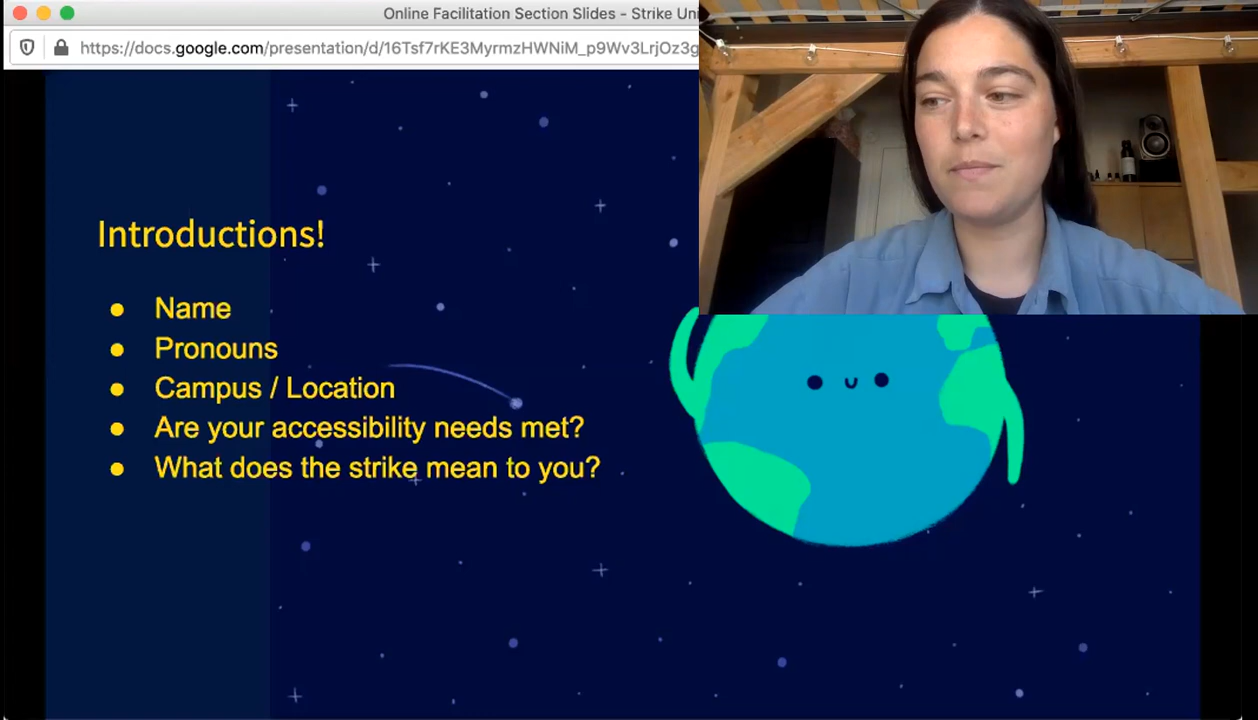 Online Facilitation Section Slides - Strike Uni
https://docs.google.com/presentation/d/16Tsf7rKE3MyrmzHWNiM_p9Wv3LrjOz3g
Introductions!
● Name
● Pronouns
● Campus / Location
● Are your accessibility needs met?
● What does the strike mean to you?